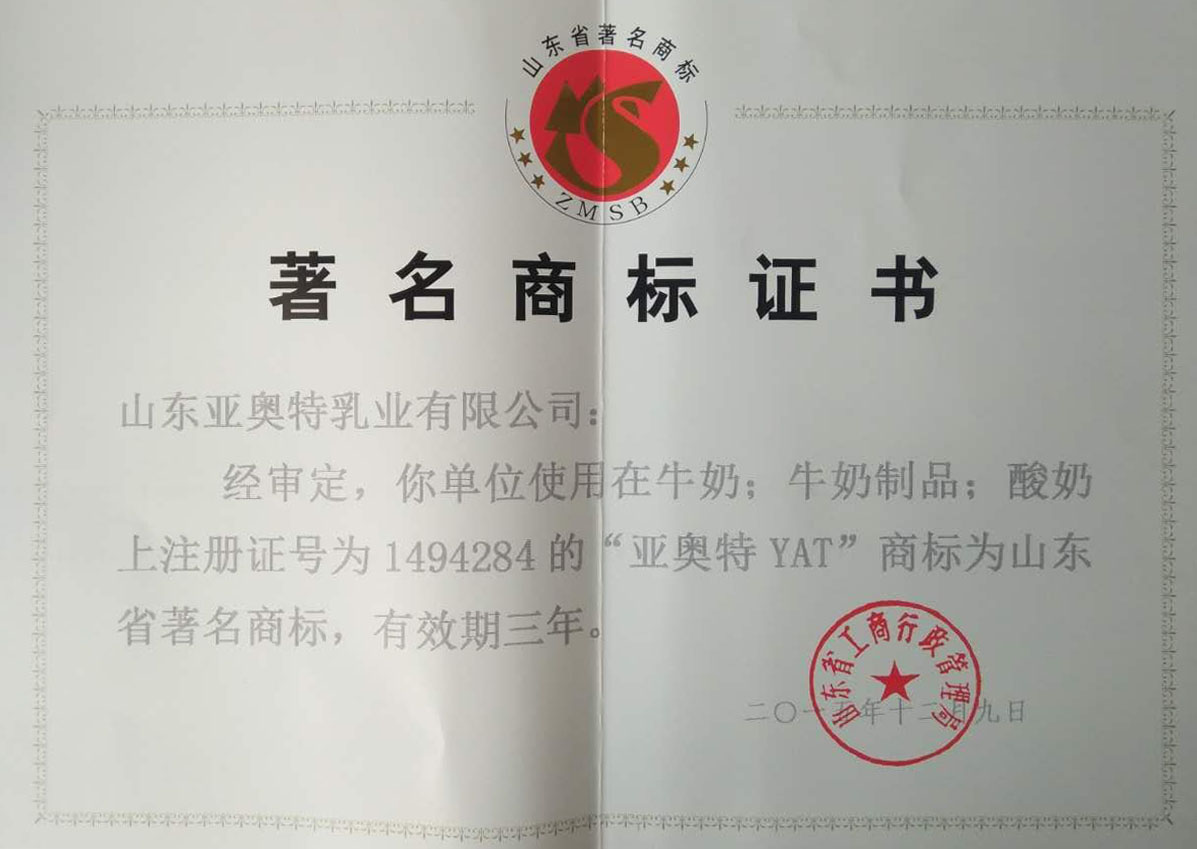 山东省著名商标
ZMSB
著名商标证书
山东亚奥特乳业有限公司：
经审定，你单位使用在牛奶；牛奶制品；酸奶
上注册证号为1494284的“亚奥特YAT”商标为山东
省著名商标，有效期三年。
山东省工商行政管理局
二〇一五年十二月九日